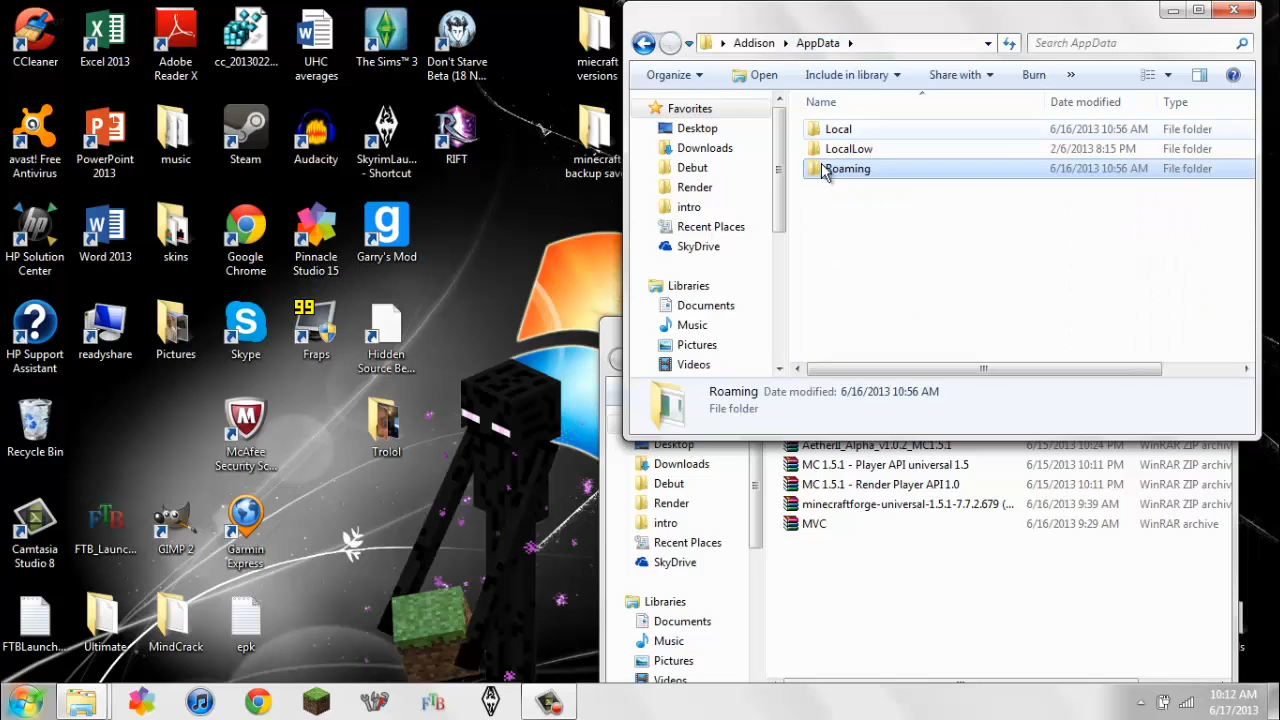 CCleaner
Excel 2013
Adobe
Reader X
cc_2013022...
UHC
averages
The Sims™ 3
Don't Starve
Beta (18 N...
miecraft
versions
avast! Free
Antivirus
PowerPoint
2013
music
Steam
Audacity
SkyrimLau...
- Shortcut
RIFT
minecraft
backup save
HP Solution
Center
Word 2013
skins
Google
Chrome
Pinnacle
Studio 15
Garry's Mod
HP Support
Assistant
readyshare
Pictures
Skype
99
Fraps
Hidden
Source Be...
Recycle Bin
McAfee
Security Sc...
Trolol
Camtasia
Studio 8
FTB_Launc...
GIMP 2
Garmin
Express
FTBLaunch...
Ultimate
MindCrack
epk
Addison
AppData
Search AppData
Organize
Open
Include in library
Share with
Burn
»
Favorites
Desktop
Downloads
Debut
Render
intro
Recent Places
SkyDrive
Libraries
Documents
Music
Pictures
Videos
Name
Date modified
Type
Local 6/16/2013 10:56 AM File folder
LocalLow 2/6/2013 8:15 PM File folder
Roaming 6/16/2013 10:56 AM File folder
Roaming Date modified: 6/16/2013 10:56 AM
File folder
Desktop
Downloads
Debut
Render
intro
Recent Places
SkyDrive
Libraries
Documents
Music
Pictures
Videos
AetherII_Alpha_v1.0.2_MC1.5.1 6/15/2013 10:11 PM WinRAR ZIP archiv
MC 1.5.1 - Player API universal 1.5 6/15/2013 10:11 PM WinRAR ZIP archiv
MC 1.5.1 - Render Player API 1.0 6/15/2013 10:11 PM WinRAR ZIP archiv
minecraftforge-universal-1.5.1-7.7.2.679 (... 6/16/2013 9:39 AM WinRAR ZIP archiv
MVC 6/16/2013 9:29 AM WinRAR archive
FTB
10:12 AM
6/17/2013